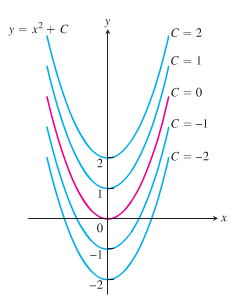 y
y = x² + C
C = 2
C = 1
C = 0
C = –1
C = –2
2
1
0
x
–1
–2